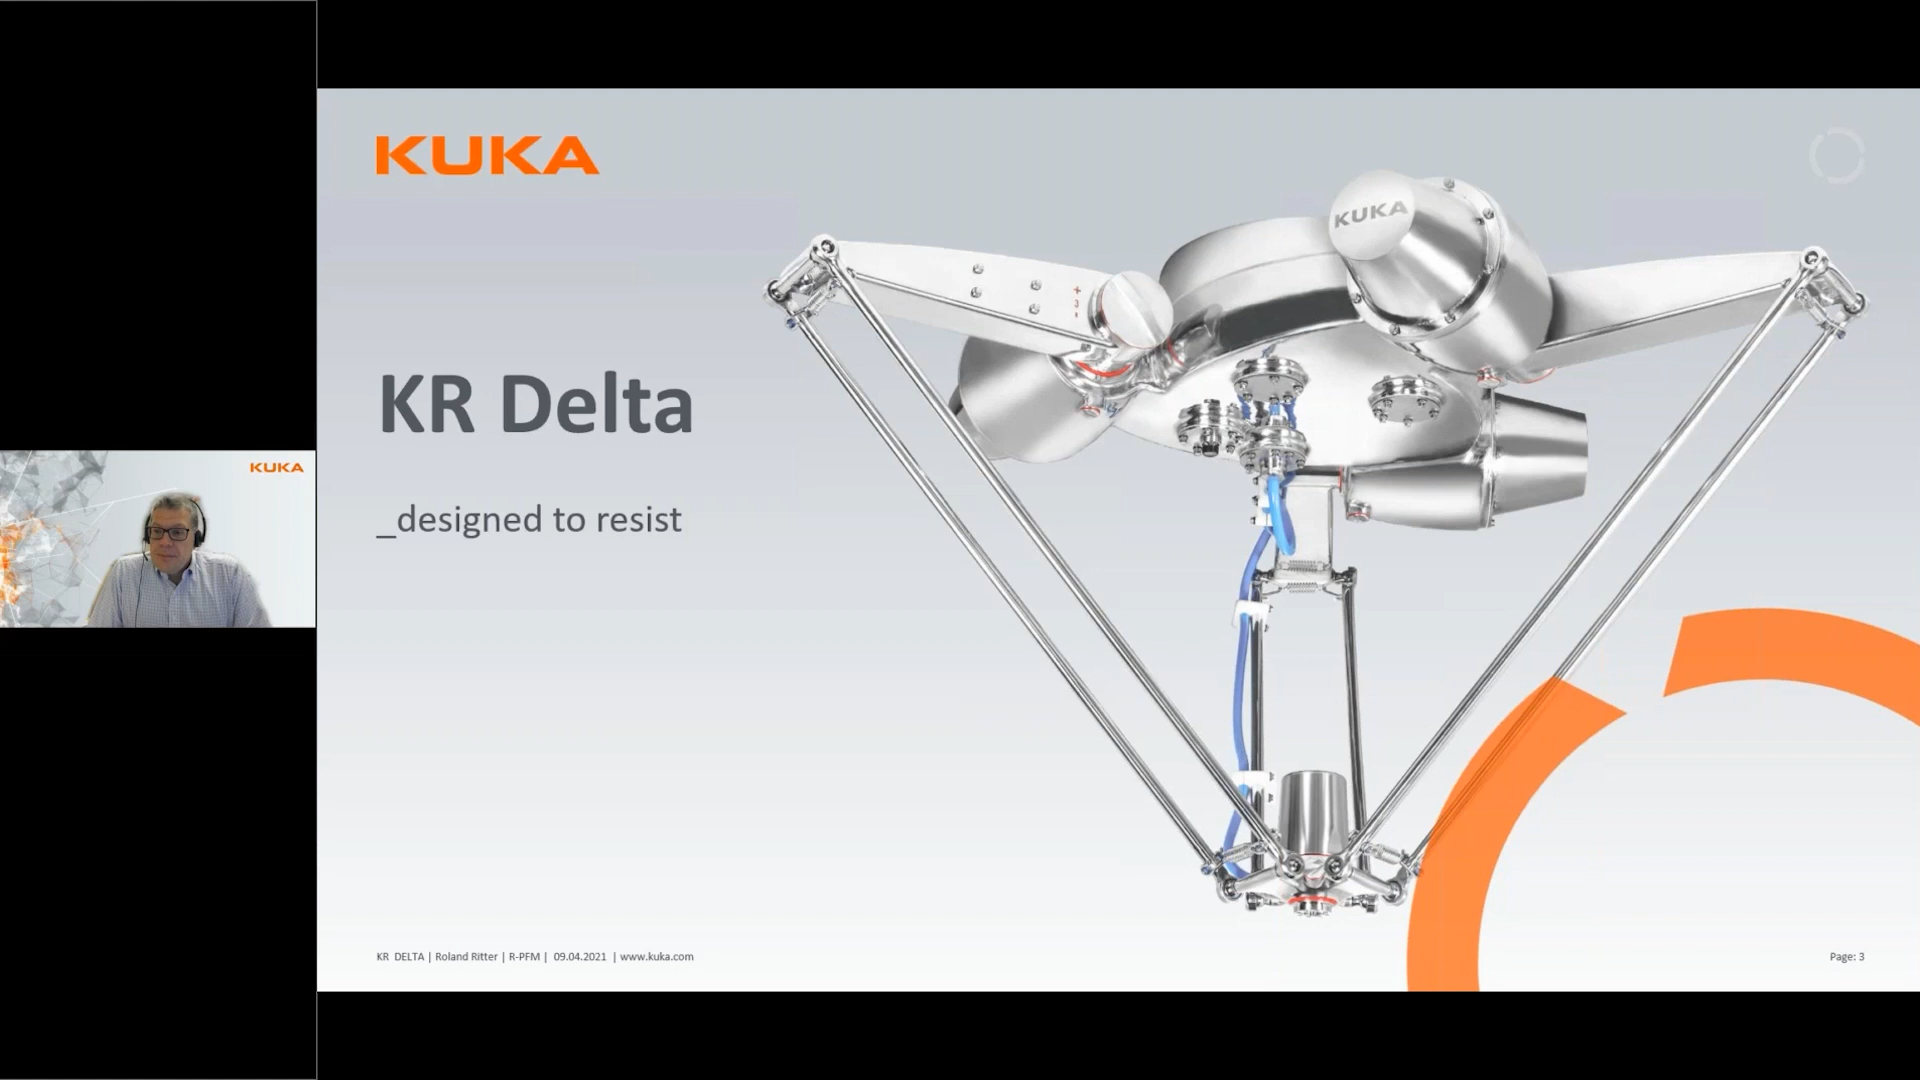 KUKA
KUKA
KR Delta
_designed to resist
KUKA
KR DELTA | Roland Ritter | R-PFM | 09.04.2021 | www.kuka.com
Page: 3